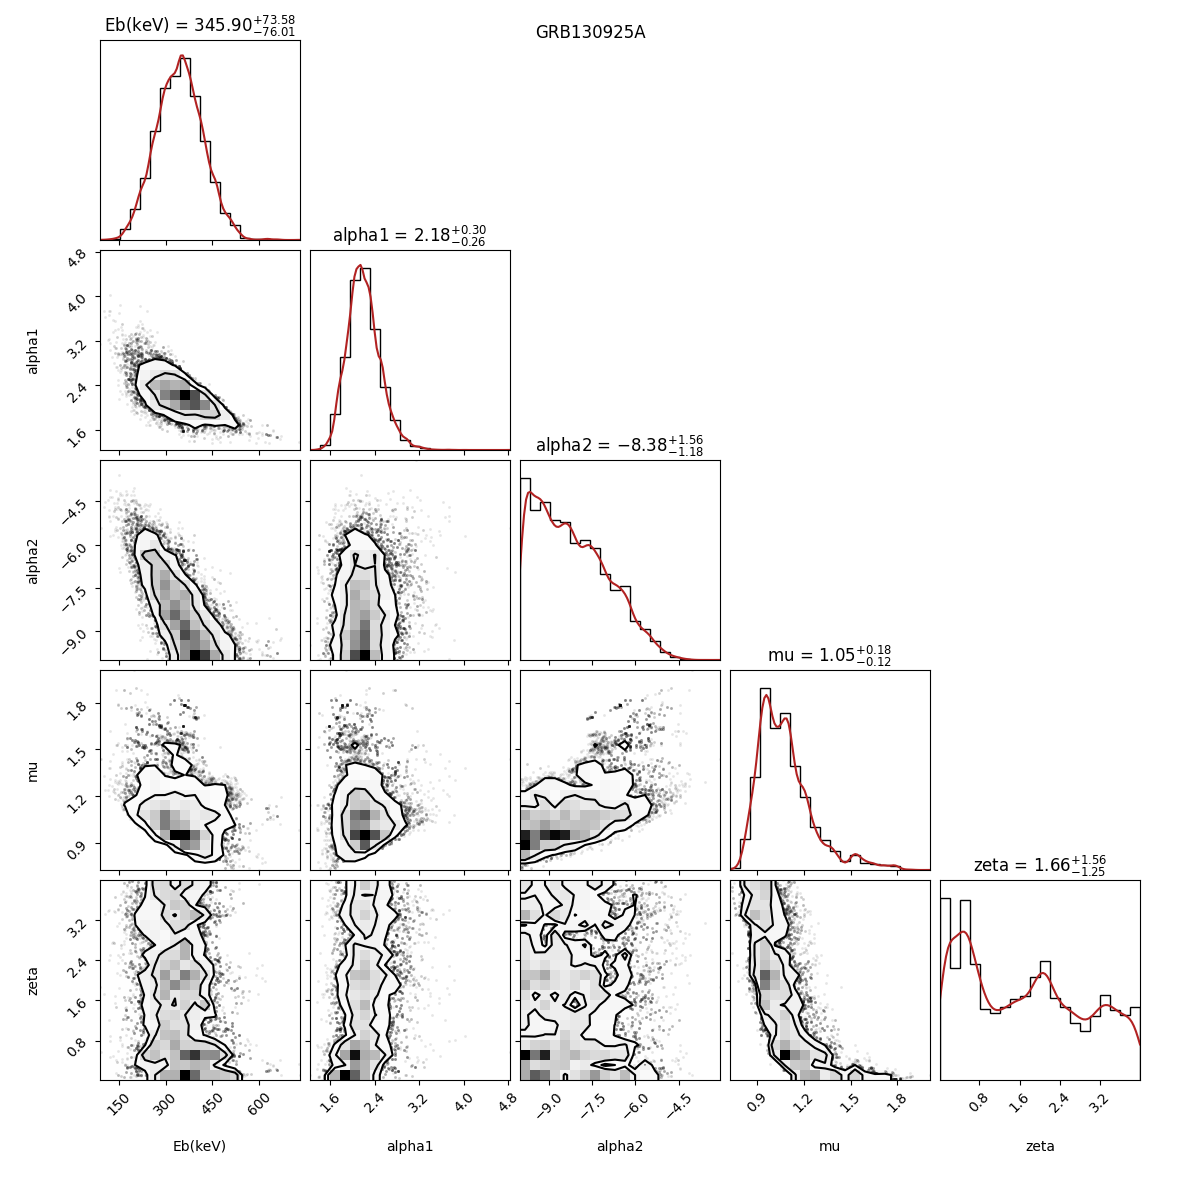 GRB130925A
Eb(keV) = 345.90+73.58−76.01
alpha1 = 2.18+0.30−0.26
4.8
4.0
3.2
2.4
1.6
alpha1
alpha2 = −8.38+1.56−1.18
−4.5
−6.0
−7.5
−9.0
alpha2
mu = 1.05+0.18−0.12
1.8
1.5
1.2
0.9
mu
zeta = 1.66+1.56−1.25
3.2
2.4
1.6
0.8
zeta
150 300 450 600
1.6 2.4 3.2 4.0 4.8
−9.0 −7.5 −6.0 −4.5
0.9 1.2 1.5 1.8
0.8 1.6 2.4 3.2
Eb(keV) alpha1 alpha2 mu zeta